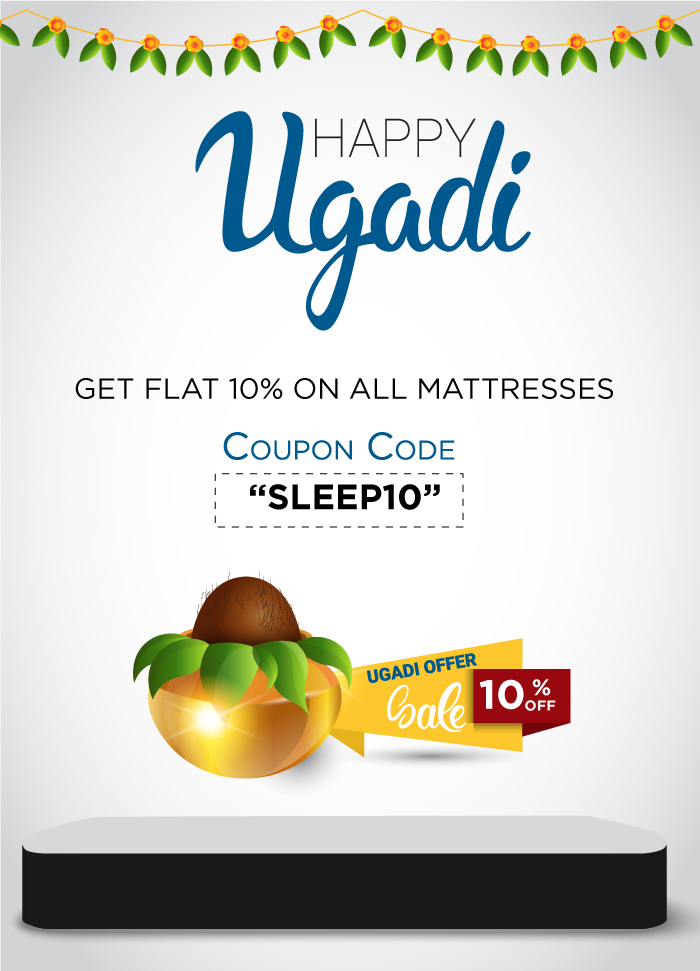 HAPPY
Ugadi
GET FLAT 10% ON ALL MATTRESSES
COUPON CODE
“SLEEP10”
UGADI OFFER
Sale
10% OFF